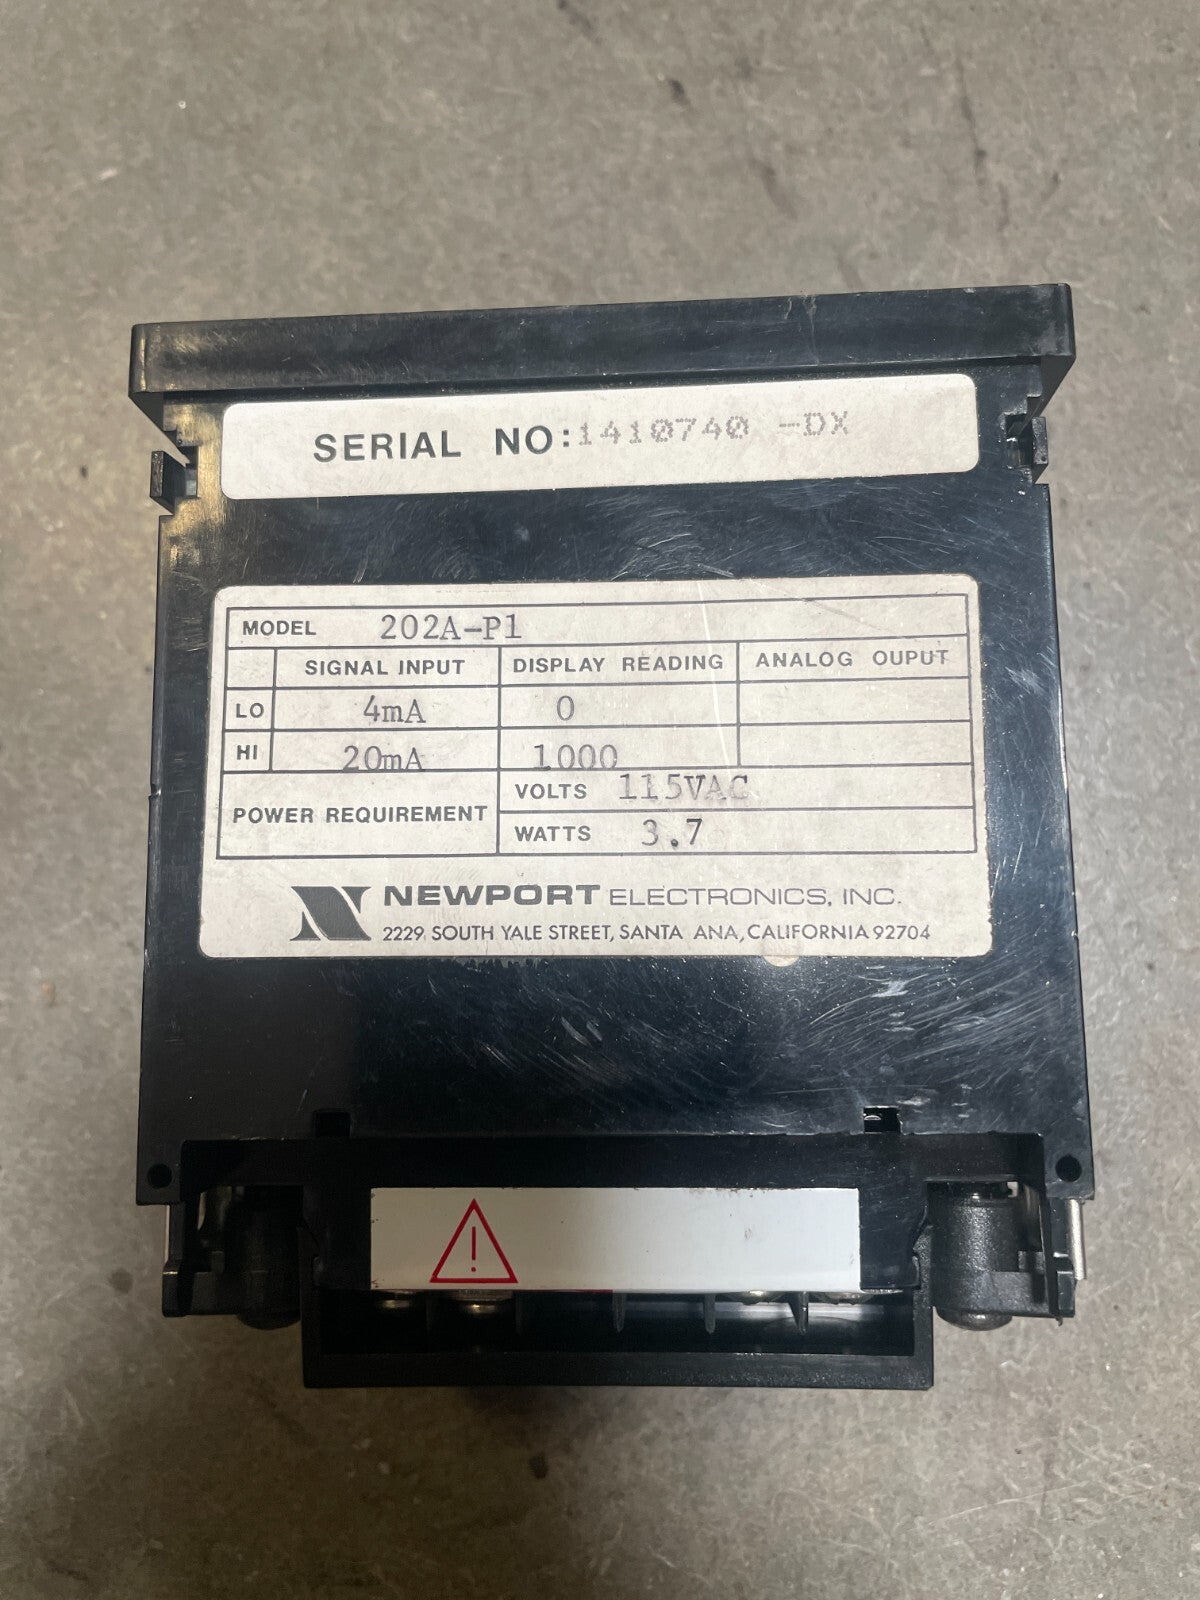 SERIAL NO: 1410740 -DX
MODEL 202A-P1
SIGNAL INPUT DISPLAY READING ANALOG OUPUT
LO 4mA 0
HI 20mA 1000
POWER REQUIREMENT
VOLTS 115VAC
WATTS 3.7
NEWPORT ELECTRONICS, INC.
2229 SOUTH YALE STREET, SANTA ANA, CALIFORNIA 92704
!